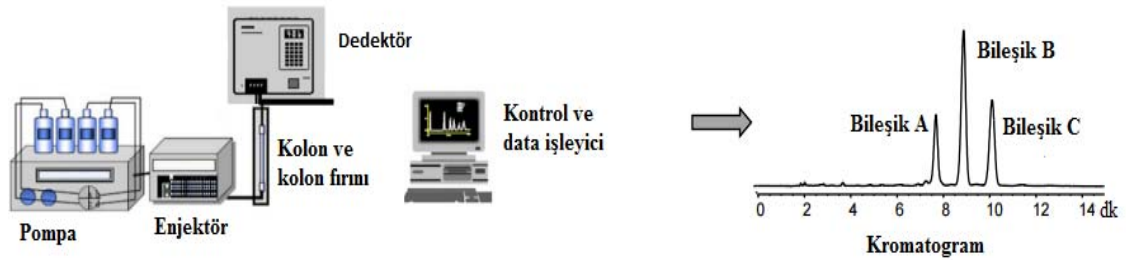 Dedektör
Kolon ve
kolon fırını
Pompa
Enjektör
Kontrol ve
data işleyici
Bileşik A
Bileşik B
Bileşik C
0 2 4 6 8 10 12 14 dk
Kromatogram